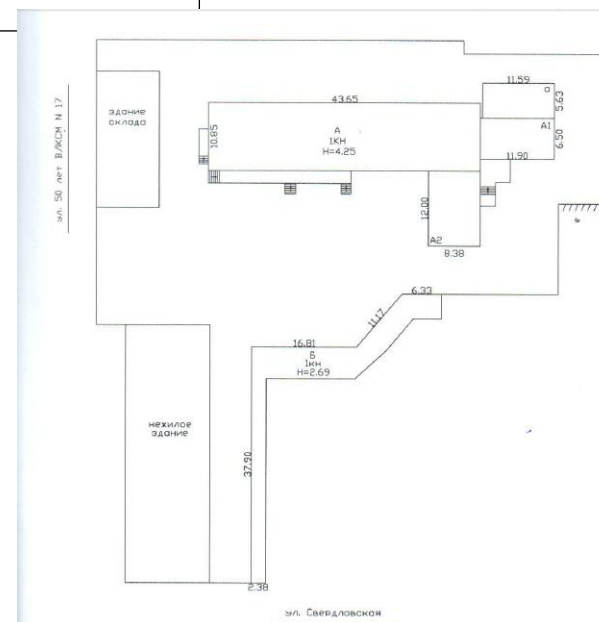 ул. 50 лет ВЛКСМ N 17
здание
склада
43.65
10.85
А
1КН
Н=4.25
11.59
а
5.63
А1
6.50
11.90
12.00
А2
8.38
6.33
11.17
16.81
Б
1кн
Н=2.69
нежилое
здание
37.90
2.38
ул. Свердловская